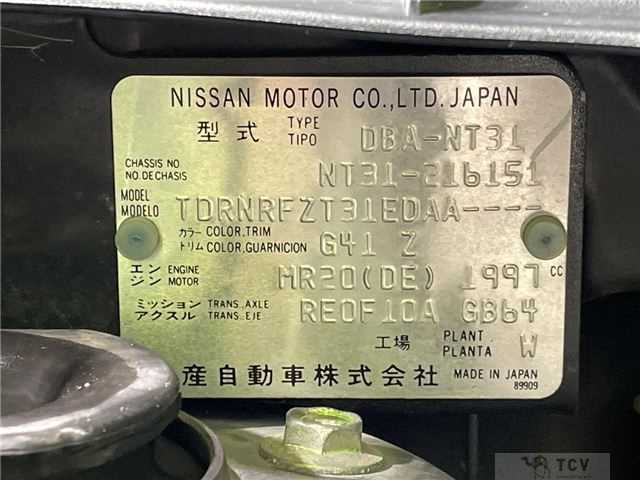 NISSAN MOTOR CO.,LTD. JAPAN
型式 TYPE TIPO DBA-NT31
CHASSIS NO NO.DE CHASIS NT31-216151
MODEL MODELO TDRNRFZT31EDAA----
カラー COLOR,TRIM トリム COLOR,GUARNICION G41 Z
エンジン ENGINE MOTOR MR20(DE) 1997 CC
ミッション TRANS.,AXLE アクスル TRANS.,EJE RE0F10A GB64
工場 PLANT PLANTA W
産自動車株式会社 MADE IN JAPAN
89909
TCV